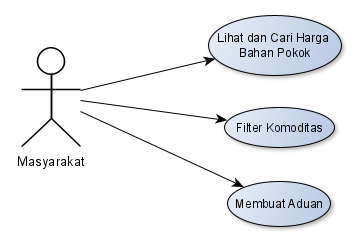 Lihat dan Cari Harga
Bahan Pokok
Filter Komoditas
Masyarakat
Membuat Aduan